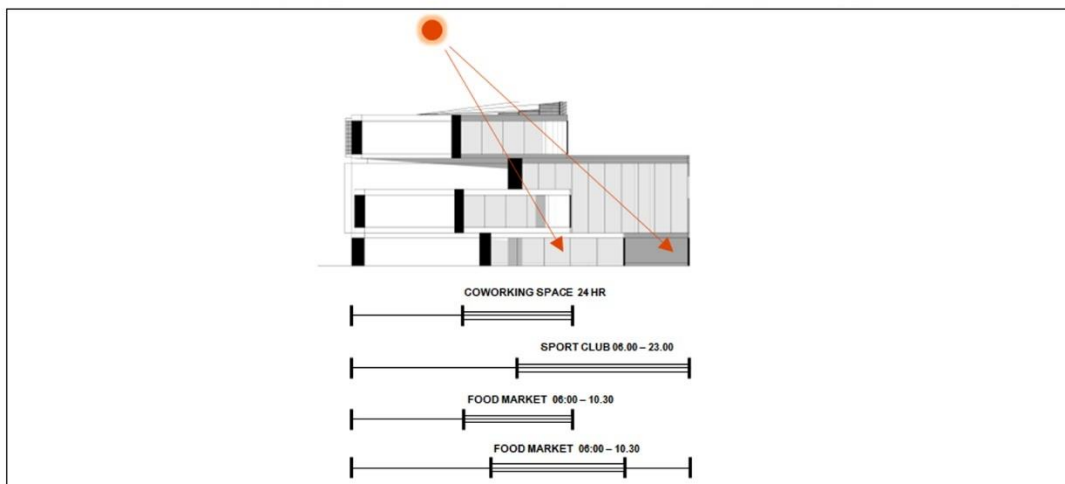 COWORKING SPACE 24 HR
SPORT CLUB 06.00 – 23.00
FOOD MARKET 06:00 – 10.30
FOOD MARKET 06:00 – 10.30